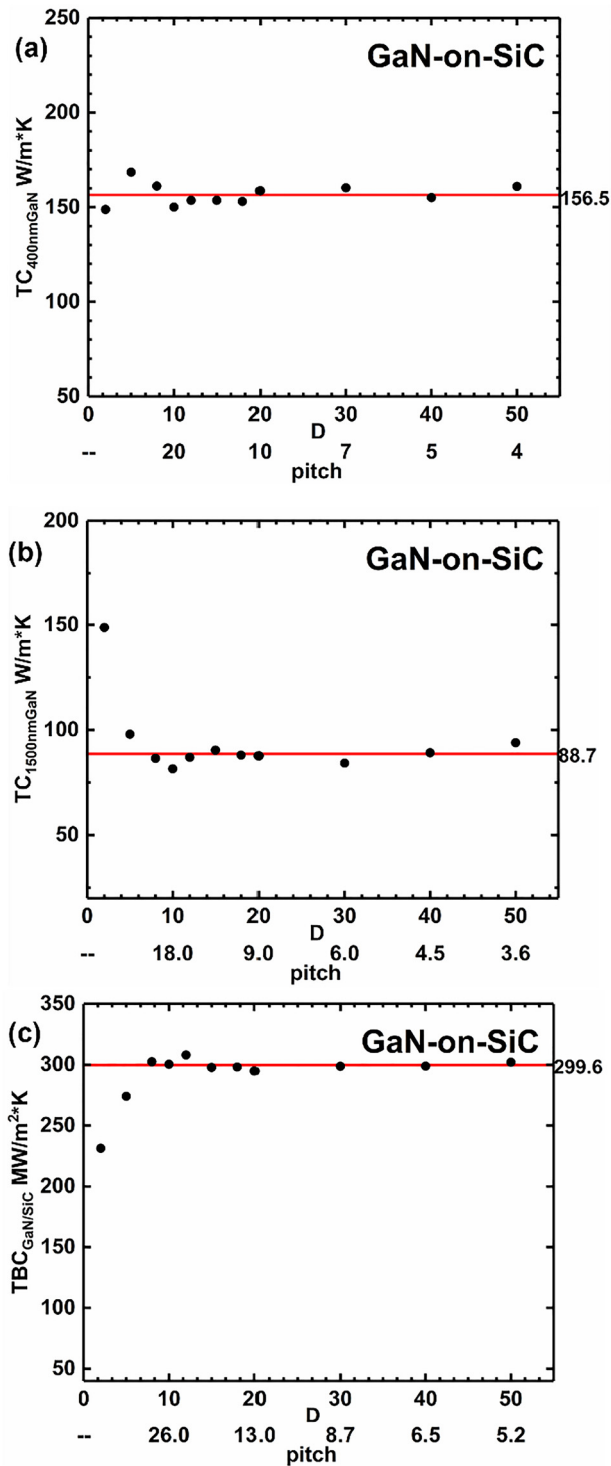 (a)
GaN-on-SiC
250
200
150
100
50
TC400nmGaN W/m*K
156.5
0 10 20 30 40 50
D
-- 20 10 7 5 4
pitch
(b)
GaN-on-SiC
200
150
100
50
TC1500nmGaN W/m*K
88.7
0 10 20 30 40 50
D
-- 18.0 9.0 6.0 4.5 3.6
pitch
(c)
GaN-on-SiC
350
300
250
200
150
100
50
TBCGaN/SiC MW/m²*K
299.6
0 10 20 30 40 50
D
-- 26.0 13.0 8.7 6.5 5.2
pitch